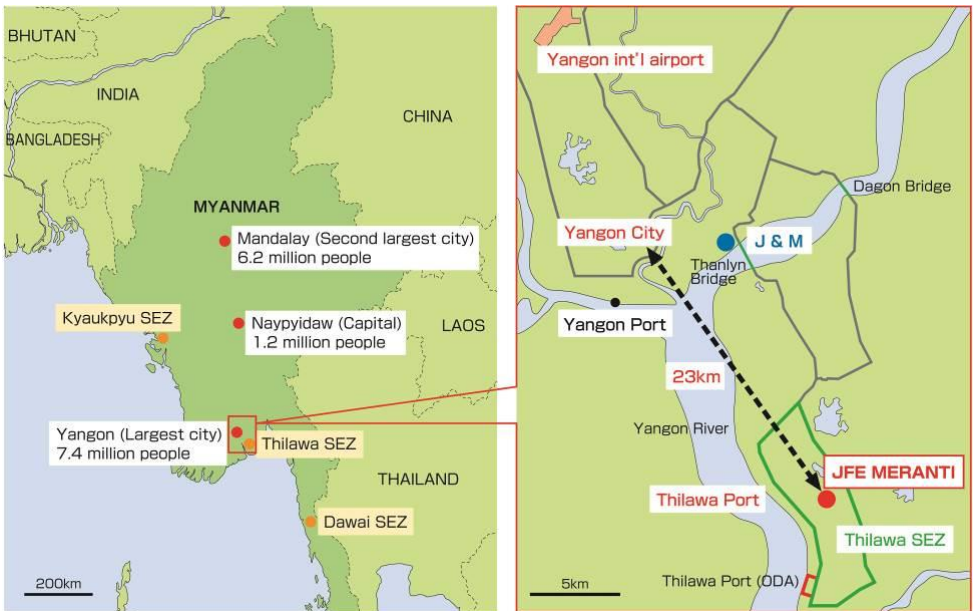 BHUTAN
INDIA
BANGLADESH
CHINA
MYANMAR
Mandalay (Second largest city)
6.2 million people
Kyaukpyu SEZ
Naypyidaw (Capital)
1.2 million people
LAOS
Yangon (Largest city)
7.4 million people
Thilawa SEZ
THAILAND
Dawai SEZ
200km
Yangon int'l airport
Dagon Bridge
Yangon City
J & M
Thanlyn
Bridge
Yangon Port
23km
Yangon River
JFE MERANTI
Thilawa Port
Thilawa SEZ
Thilawa Port (ODA)
5km